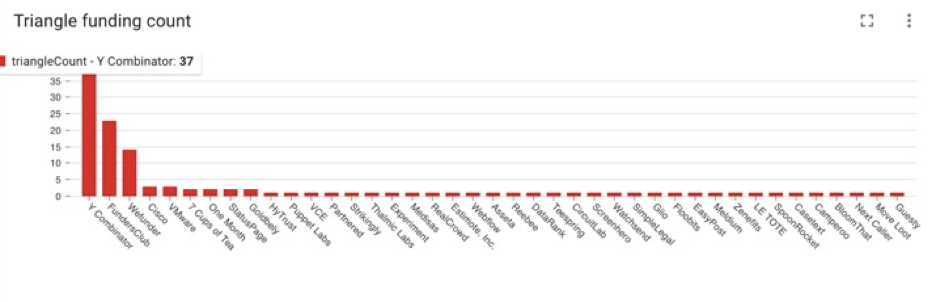 Triangle funding count
triangleCount - Y Combinator: 37
35
30
25
20
15
10
5
0
Y Combinator
FundersClub
Wefunder
Cisco
VMware
7 Cups of Tea
One Month
StatusPage
Goldbely
HyTrust
Puppet Labs
VCE
Partnered
Strikingly
Thalmic Labs
Experiment
Medisas
RealCrowd
Estimote, Inc.
Webflow
Assetia
Reebee
DataRank
Teespring
CircuitLab
Screenhero
Watchsend
SimpleLegal
Glio
Floobits
EasyPost
Meldium
Zenefits
LE TOTE
SpoonRocket
Casetext
Camperoo
BloomThat
Next Caller
Move Loot
Guesty